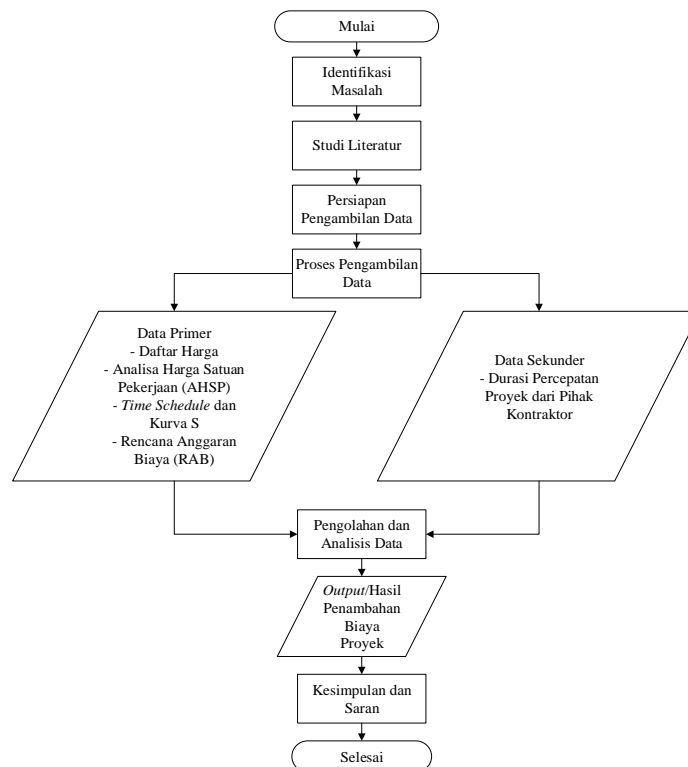 Mulai
Identifikasi
Masalah
Studi Literatur
Persiapan
Pengambilan Data
Proses Pengambilan
Data
Data Primer
- Daftar Harga
- Analisa Harga Satuan
Pekerjaan (AHSP)
- Time Schedule dan
Kurva S
- Rencana Anggaran
Biaya (RAB)
Data Sekunder
- Durasi Percepatan
Proyek dari Pihak
Kontraktor
Pengolahan dan
Analisis Data
Output/Hasil
Penambahan
Biaya
Proyek
Kesimpulan dan
Saran
Selesai